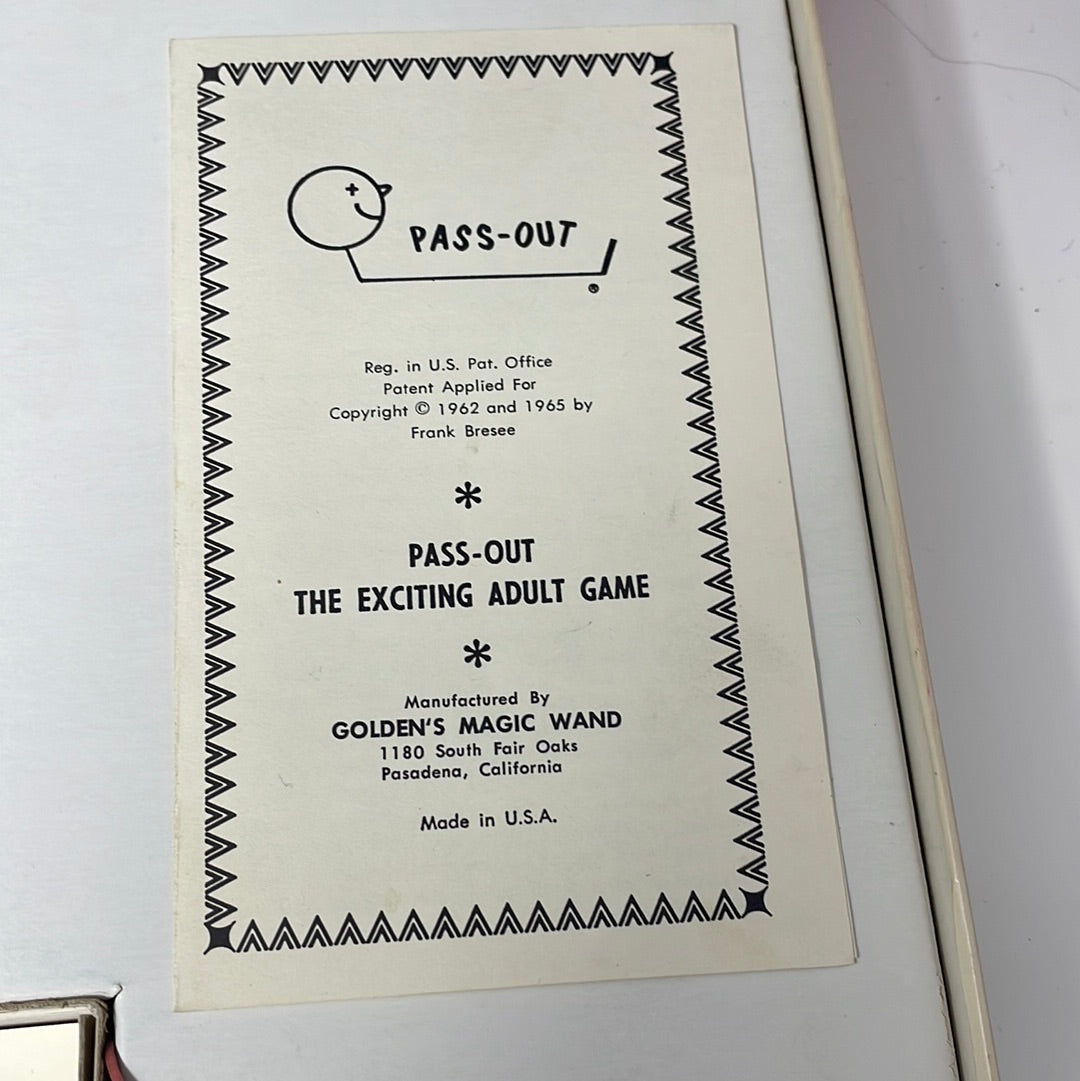 PASS-OUT
®
Reg. in U.S. Pat. Office
Patent Applied For
Copyright © 1962 and 1965 by
Frank Bresee
*
PASS-OUT
THE EXCITING ADULT GAME
*
Manufactured By
GOLDEN'S MAGIC WAND
1180 South Fair Oaks
Pasadena, California
Made in U.S.A.